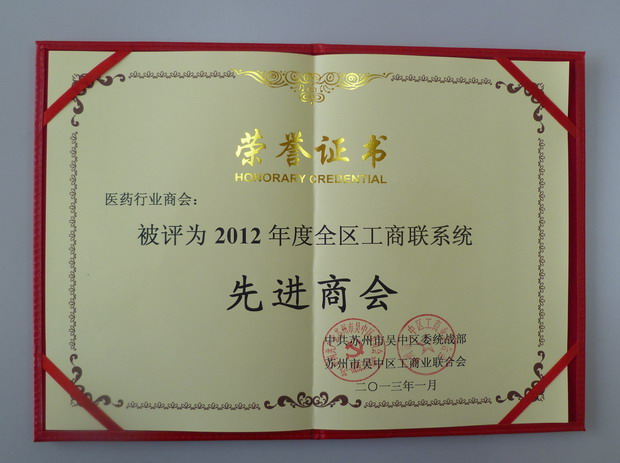 荣誉证书
HONORARY CREDENTIAL
医药行业商会：
被评为2012年度全区工商联系统
先进商会
中共苏州市吴中区委统战部
苏州市吴中区工商业联合会
二〇一三年一月